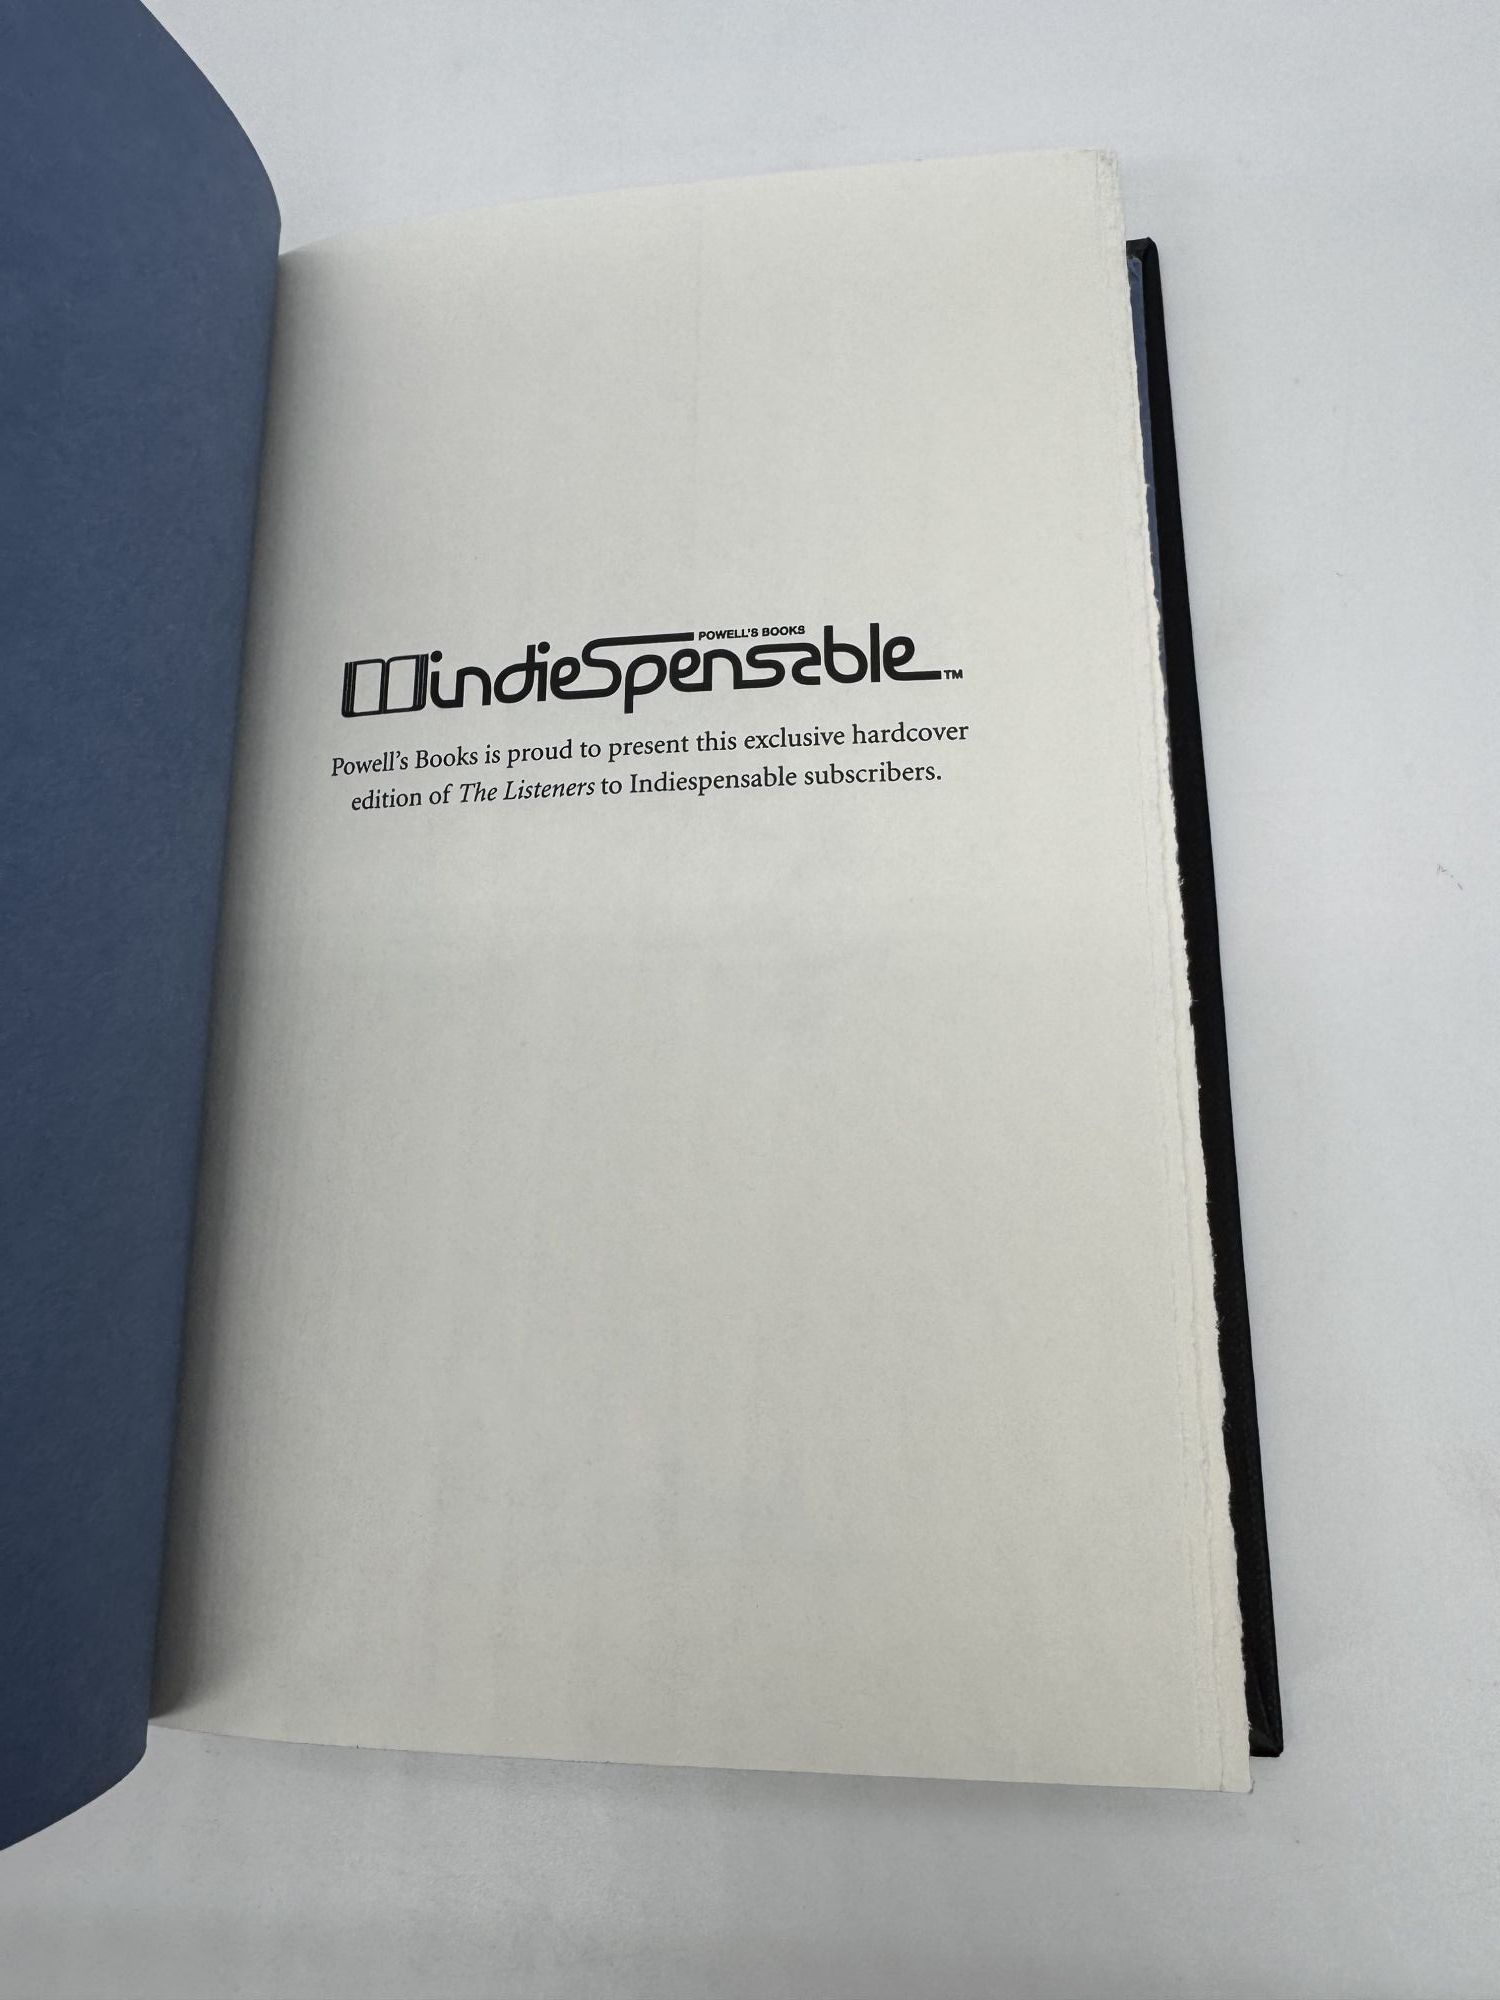 POWELL'S BOOKS
indieSpensable™
Powell's Books is proud to present this exclusive hardcover
edition of The Listeners to Indiespensable subscribers.